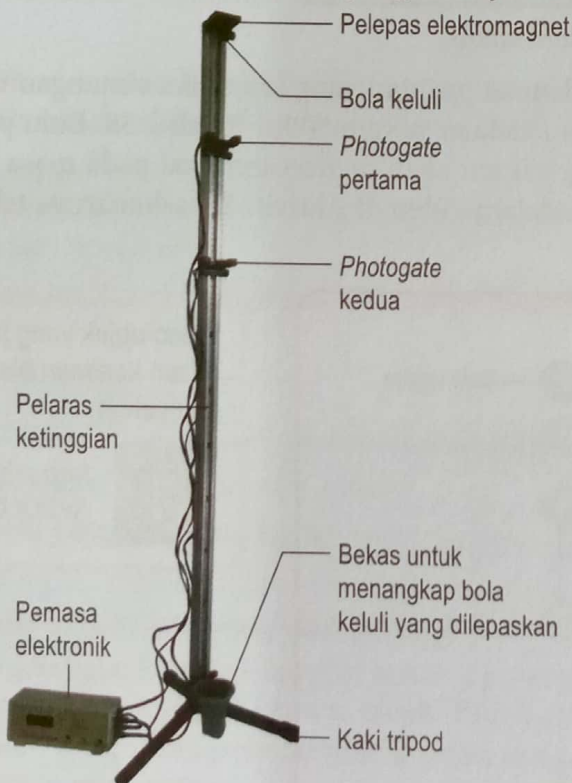 Pelepas elektromagnet
Bola keluli
Photogate
pertama
Photogate
kedua
Pelaras
ketinggian
Bekas untuk
menangkap bola
keluli yang dilepaskan
Pemasa
elektronik
Kaki tripod